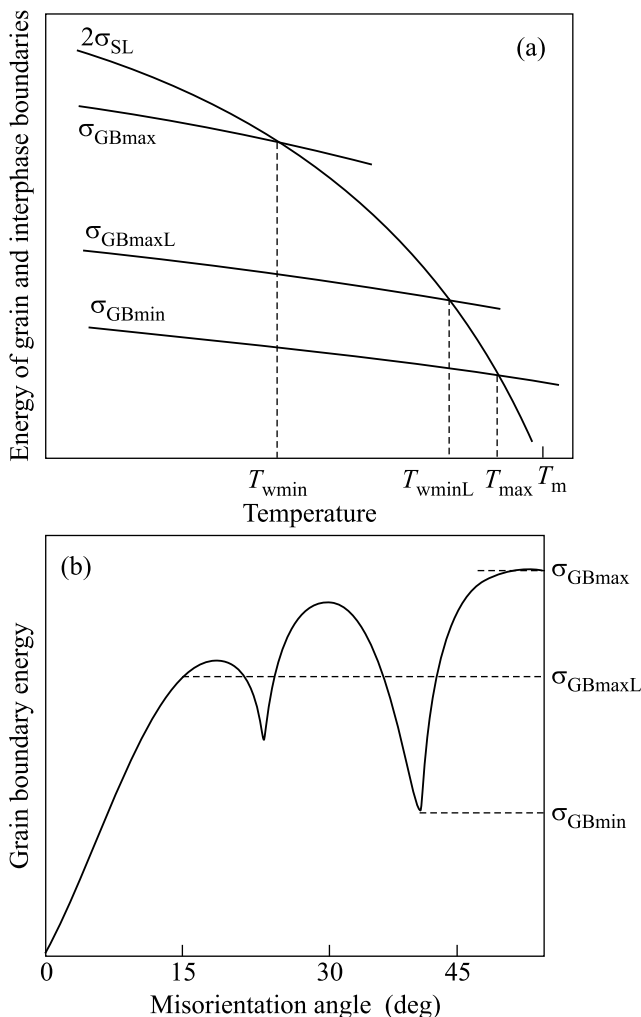 Energy of grain and interphase boundaries
(a)
2σSL
σGBmax
σGBmaxL
σGBmin
Twmin TwminL Tmax Tm
Temperature
(b)
Grain boundary energy
σGBmax
σGBmaxL
σGBmin
0 15 30 45
Misorientation angle (deg)